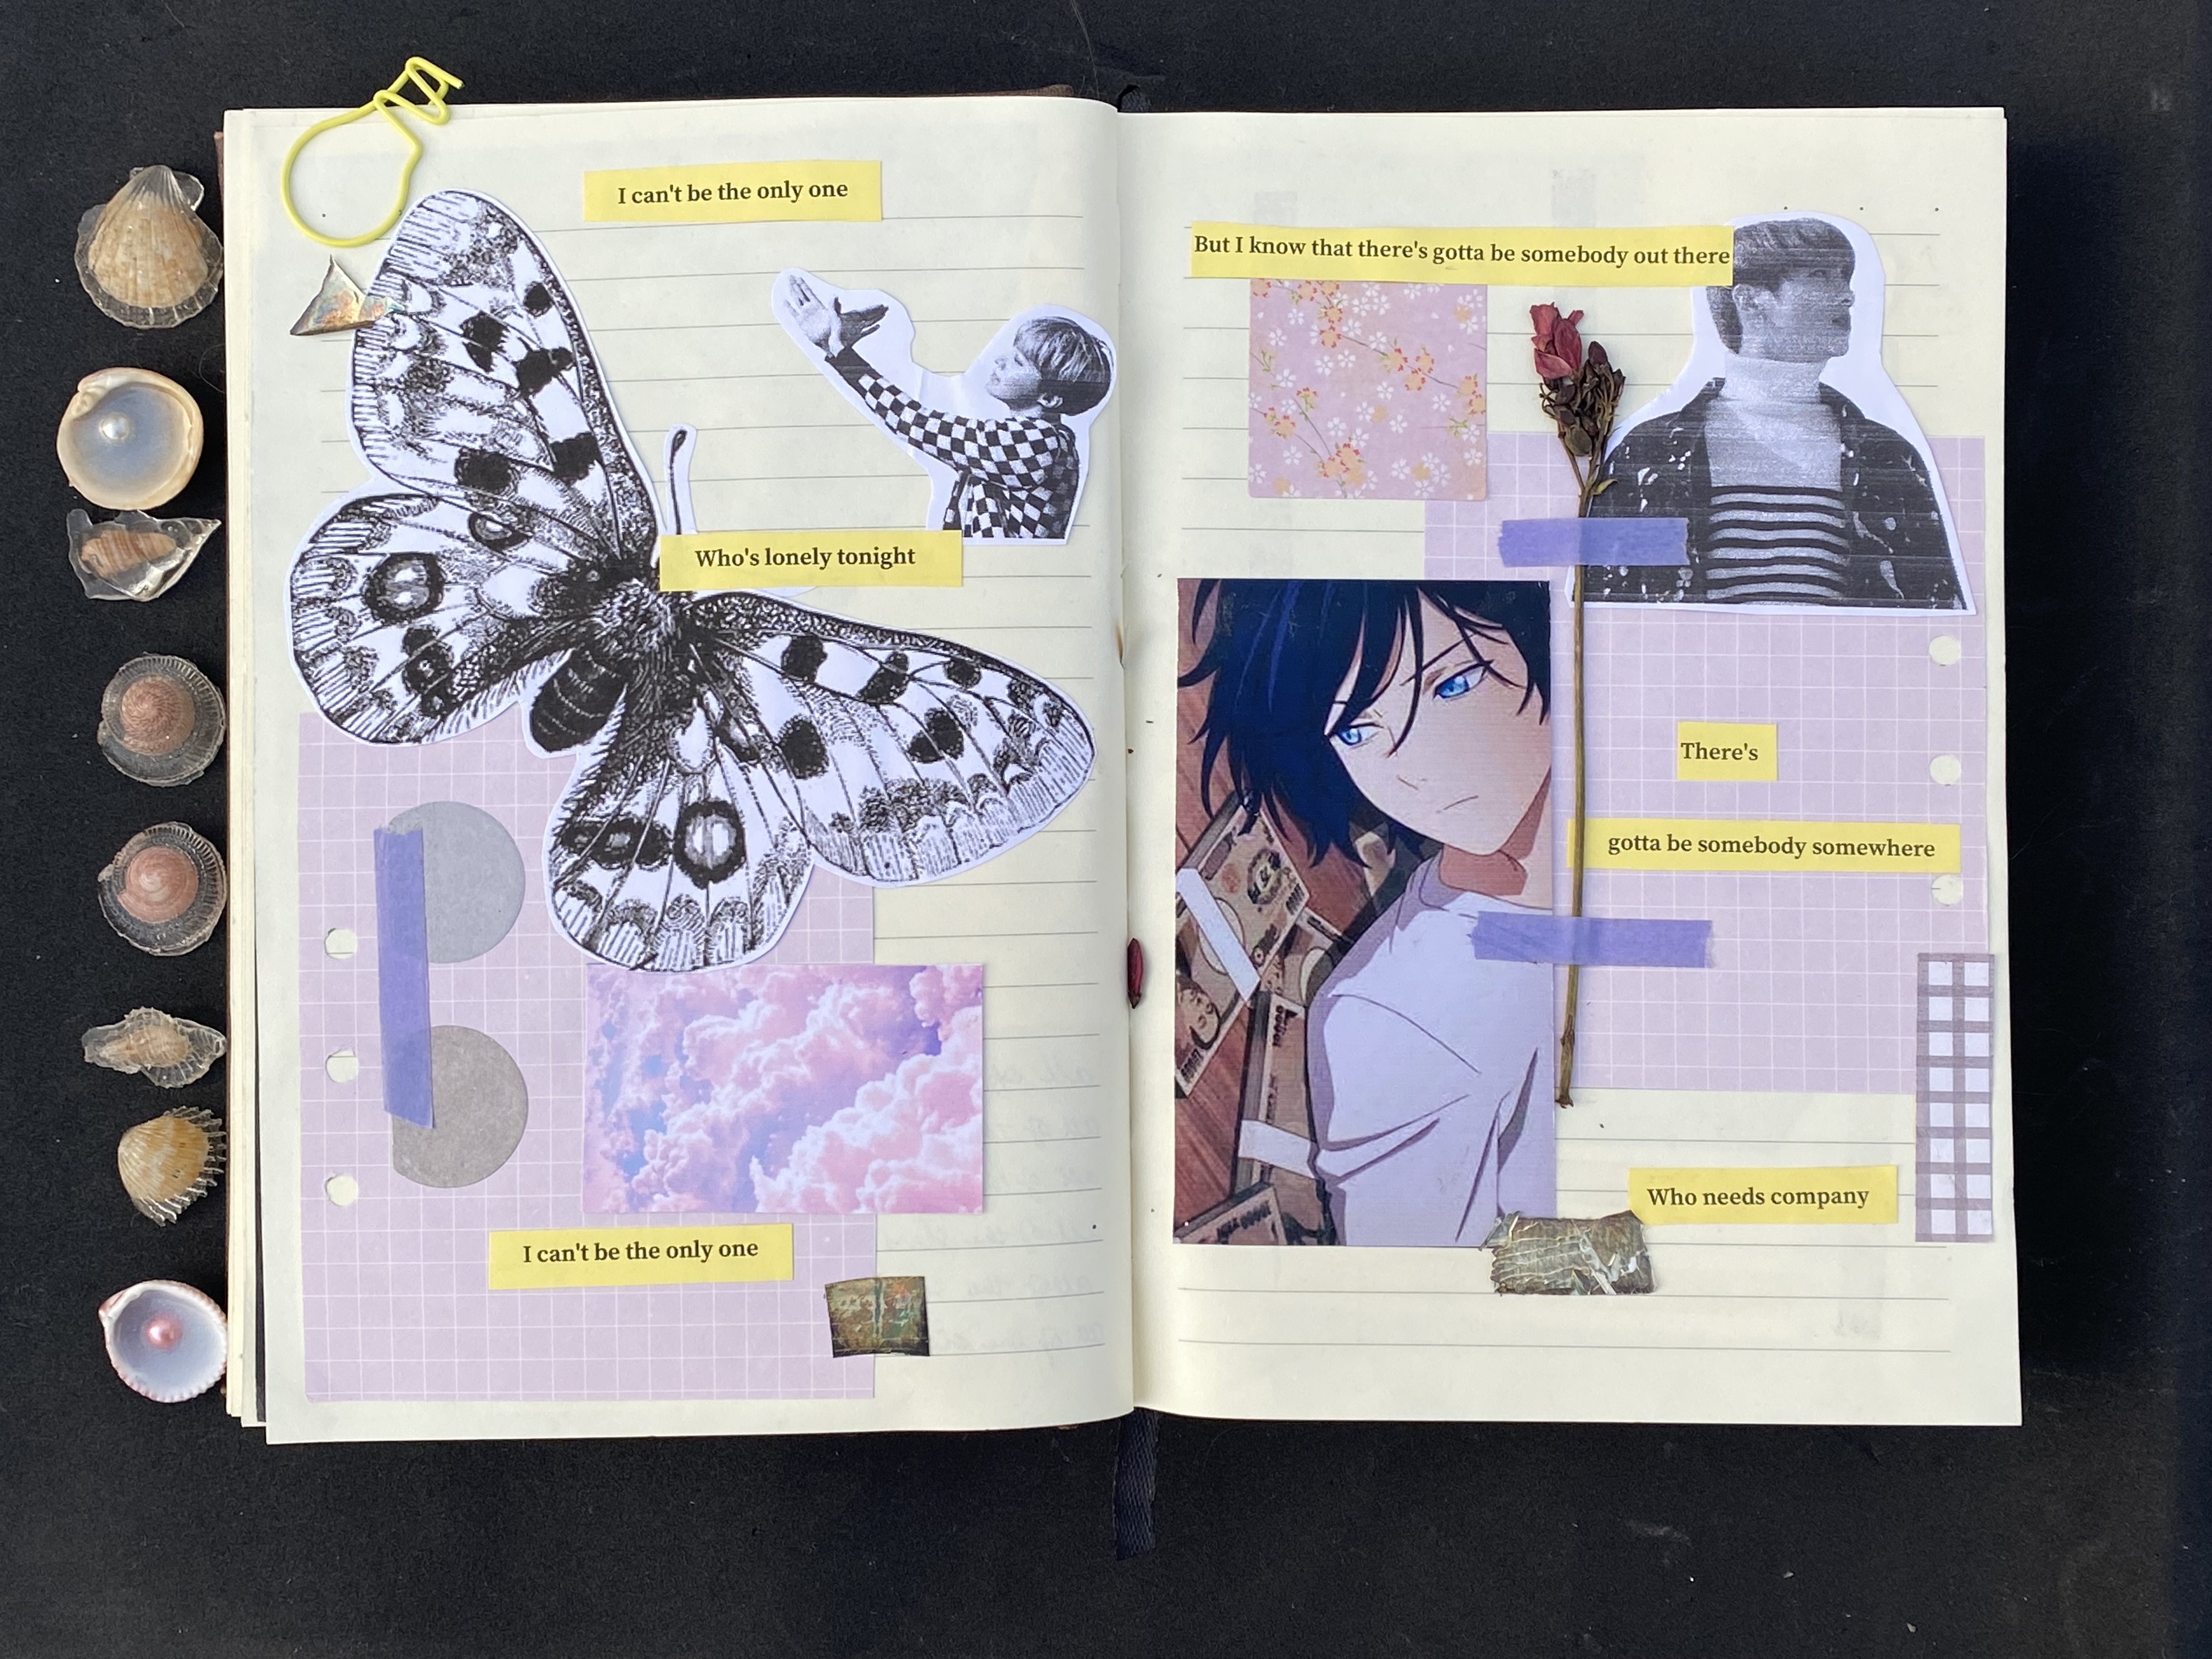 I can't be the only one
Who's lonely tonight
I can't be the only one
But I know that there's gotta be somebody out there
There's
gotta be somebody somewhere
Who needs company